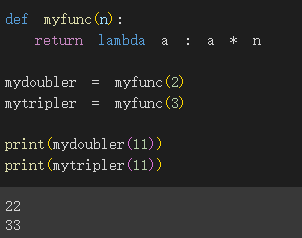 def myfunc(n):
    return lambda a : a * n
mydoubler = myfunc(2)
mytripler = myfunc(3)
print(mydoubler(11))
print(mytripler(11))
22
33